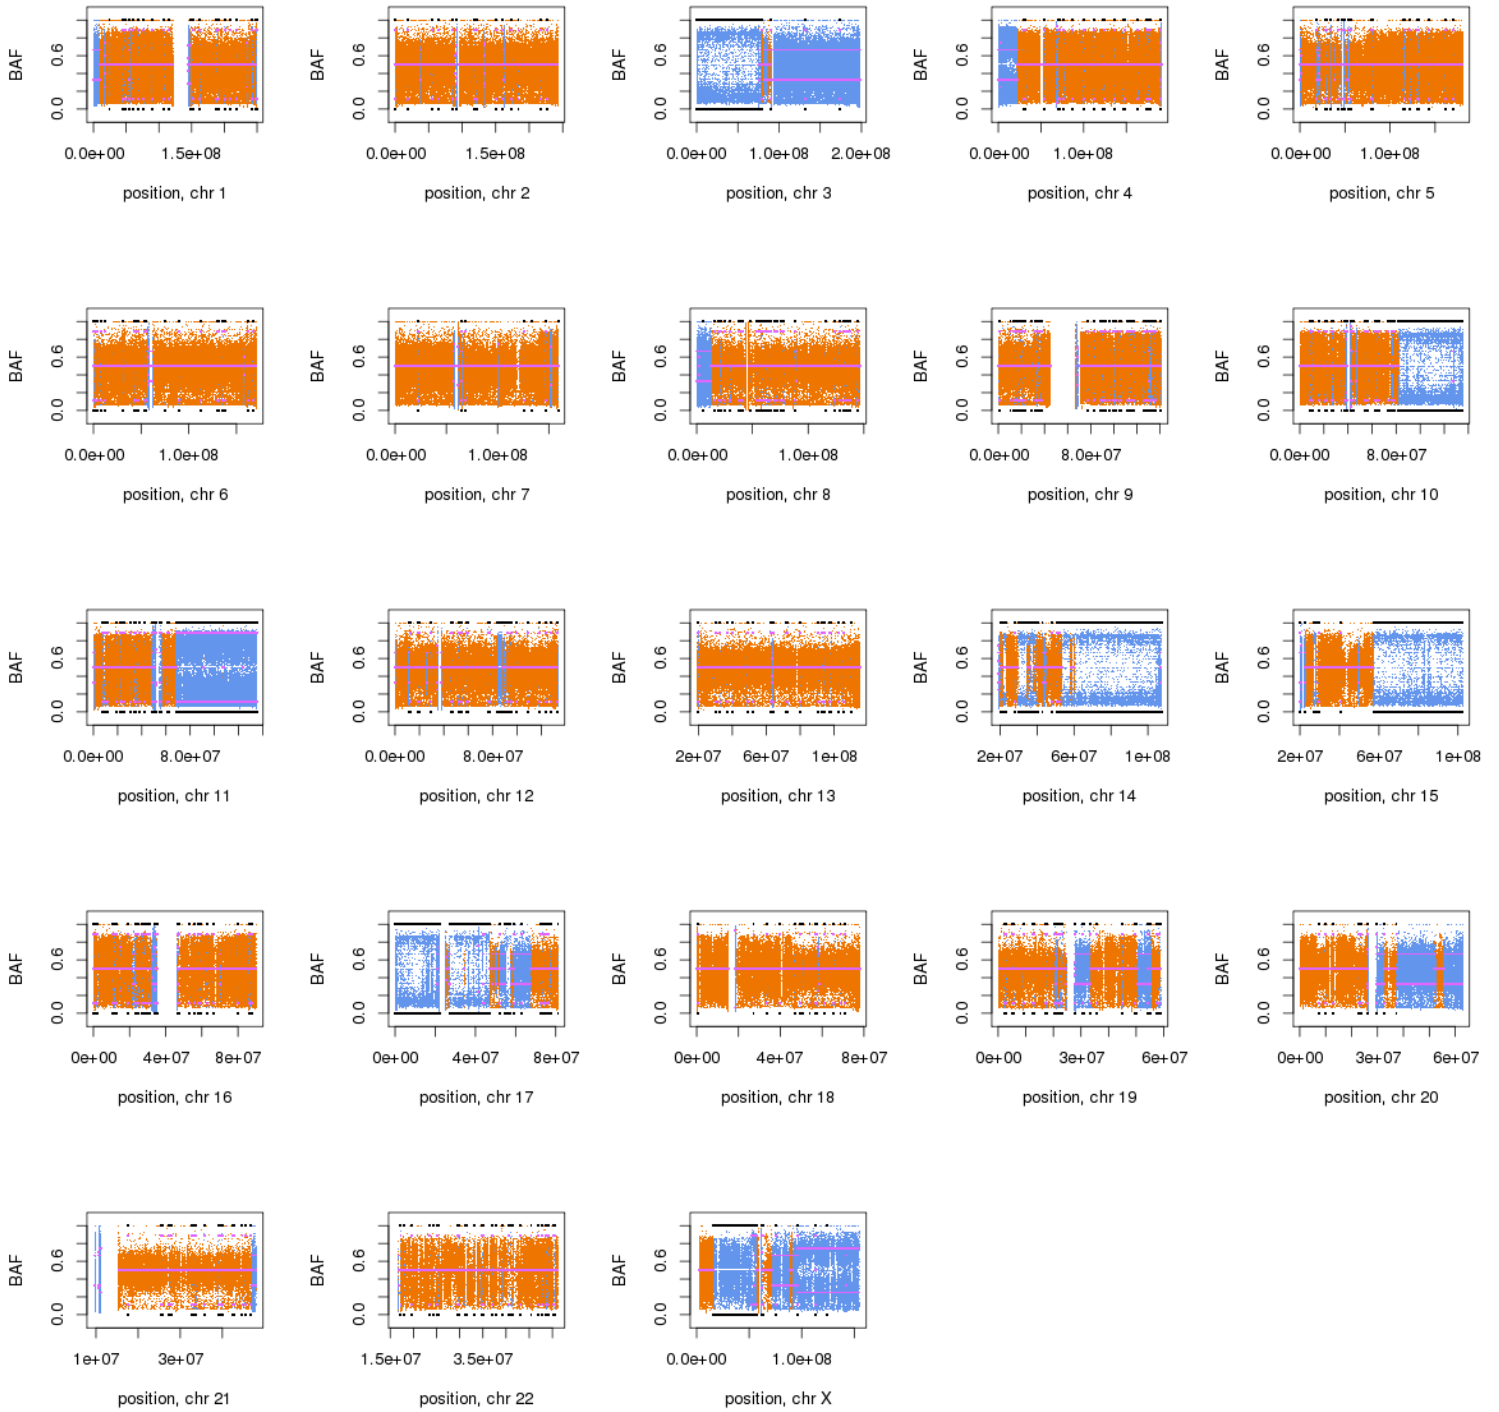 BAF 0.0 0.6 0.0e+00 1.5e+08 position, chr 1
BAF 0.0 0.6 0.0e+00 1.5e+08 position, chr 2
BAF 0.0 0.6 0.0e+00 1.0e+08 2.0e+08 position, chr 3
BAF 0.0 0.6 0.0e+00 1.0e+08 position, chr 4
BAF 0.0 0.6 0.0e+00 1.0e+08 position, chr 5
BAF 0.0 0.6 0.0e+00 1.0e+08 position, chr 6
BAF 0.0 0.6 0.0e+00 1.0e+08 position, chr 7
BAF 0.0 0.6 0.0e+00 1.0e+08 position, chr 8
BAF 0.0 0.6 0.0e+00 8.0e+07 position, chr 9
BAF 0.0 0.6 0.0e+00 8.0e+07 position, chr 10
BAF 0.0 0.6 0.0e+00 8.0e+07 position, chr 11
BAF 0.0 0.6 0.0e+00 8.0e+07 position, chr 12
BAF 0.0 0.6 2e+07 6e+07 1e+08 position, chr 13
BAF 0.0 0.6 2e+07 6e+07 1e+08 position, chr 14
BAF 0.0 0.6 2e+07 6e+07 1e+08 position, chr 15
BAF 0.0 0.6 0e+00 4e+07 8e+07 position, chr 16
BAF 0.0 0.6 0e+00 4e+07 8e+07 position, chr 17
BAF 0.0 0.6 0e+00 4e+07 8e+07 position, chr 18
BAF 0.0 0.6 0e+00 3e+07 6e+07 position, chr 19
BAF 0.0 0.6 0e+00 3e+07 6e+07 position, chr 20
BAF 0.0 0.6 1e+07 3e+07 position, chr 21
BAF 0.0 0.6 1.5e+07 3.5e+07 position, chr 22
BAF 0.0 0.6 0.0e+00 1.0e+08 position, chr X